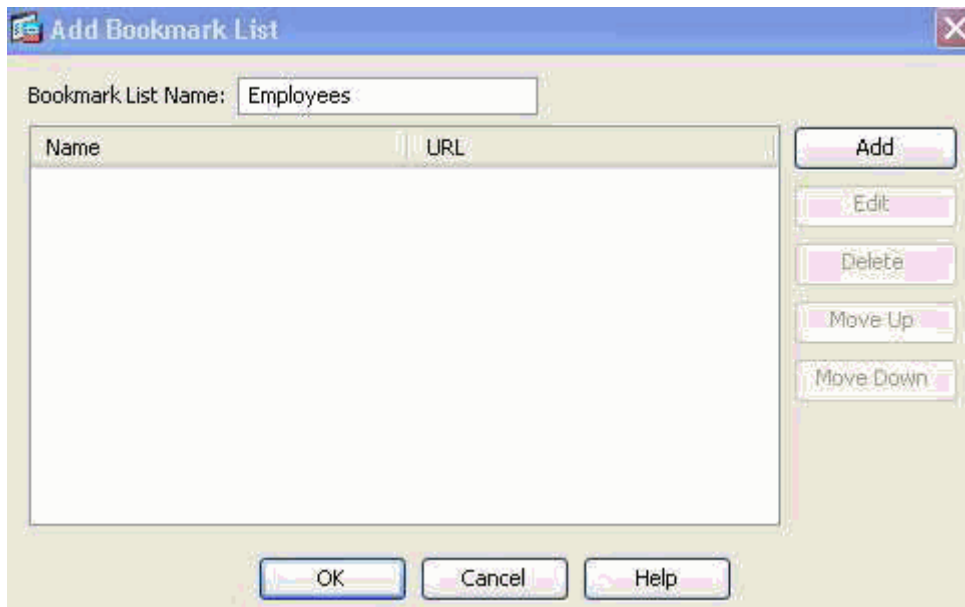 Add Bookmark List
Bookmark List Name: Employees
Name URL
Add
Edit
Delete
Move Up
Move Down
OK Cancel Help